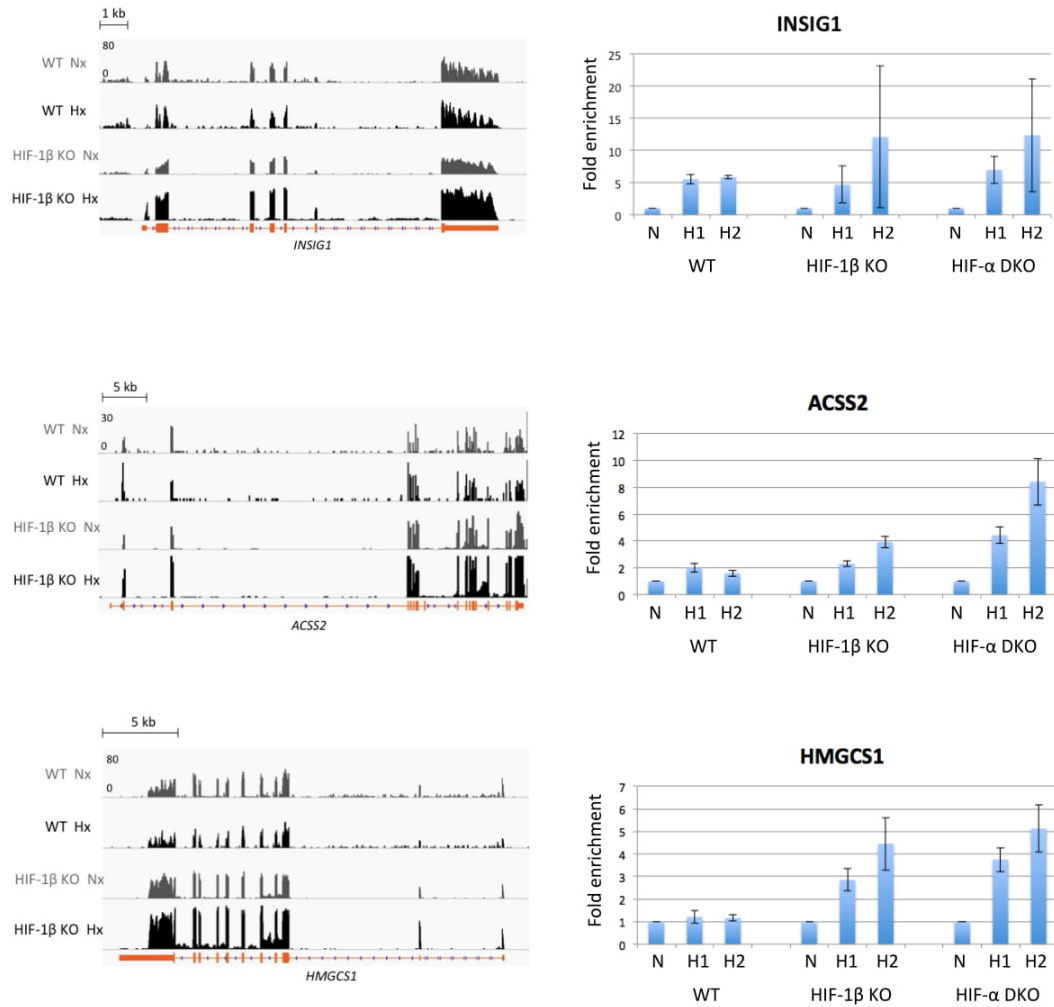 1 kb
80
0
WT Nx
WT Hx
HIF-1β KO Nx
HIF-1β KO Hx
INSIG1
INSIG1
Fold enrichment
25
20
15
10
5
0
N H1 H2 N H1 H2 N H1 H2
WT HIF-1β KO HIF-α DKO
5 kb
30
0
WT Nx
WT Hx
HIF-1β KO Nx
HIF-1β KO Hx
ACSS2
ACSS2
Fold enrichment
12
10
8
6
4
2
0
N H1 H2 N H1 H2 N H1 H2
WT HIF-1β KO HIF-α DKO
5 kb
80
0
WT Nx
WT Hx
HIF-1β KO Nx
HIF-1β KO Hx
HMGCS1
HMGCS1
Fold enrichment
7
6
5
4
3
2
1
0
N H1 H2 N H1 H2 N H1 H2
WT HIF-1β KO HIF-α DKO